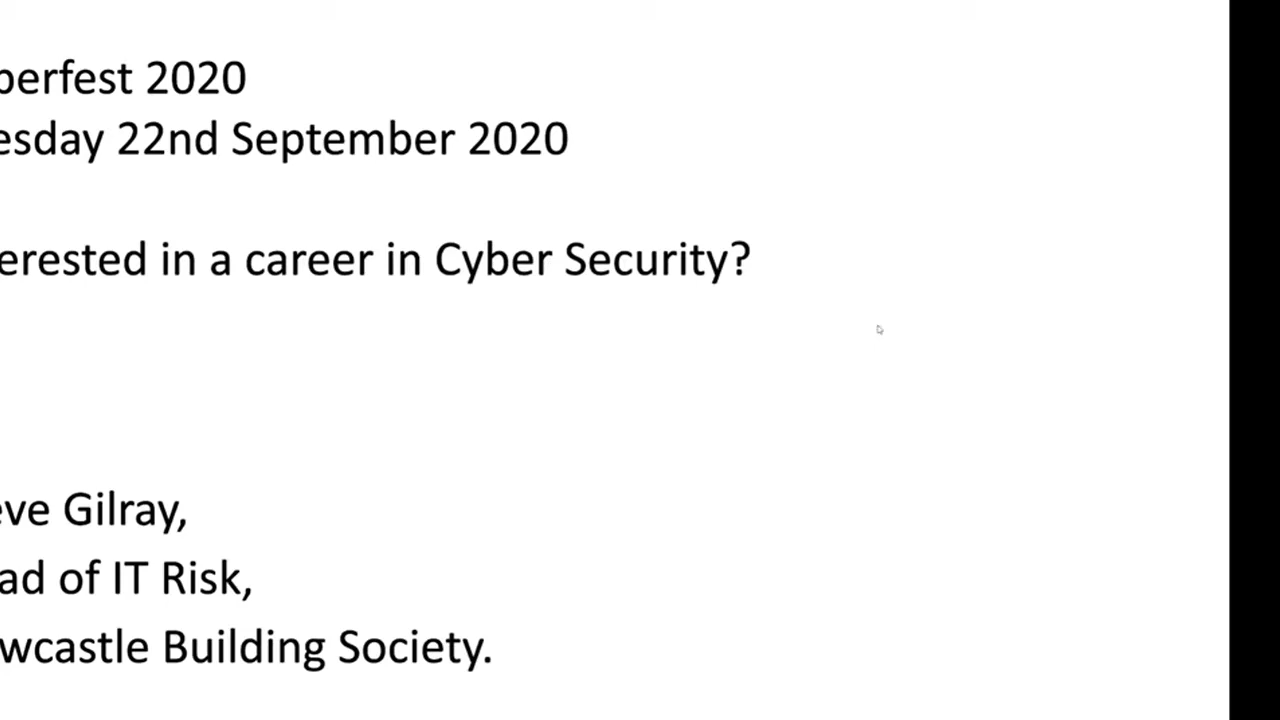 perfest 2020
esday 22nd September 2020
erested in a career in Cyber Security?
eve Gilray,
ad of IT Risk,
wcastle Building Society.